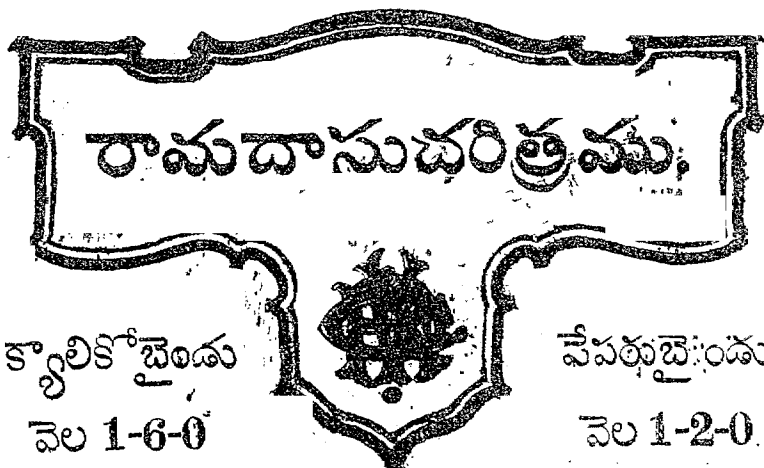 రామదాసుచరిత్రము.
క్యాలికోబైండు
వెల 1-6-0
పేపరుబైండు
వెల 1-2-0.